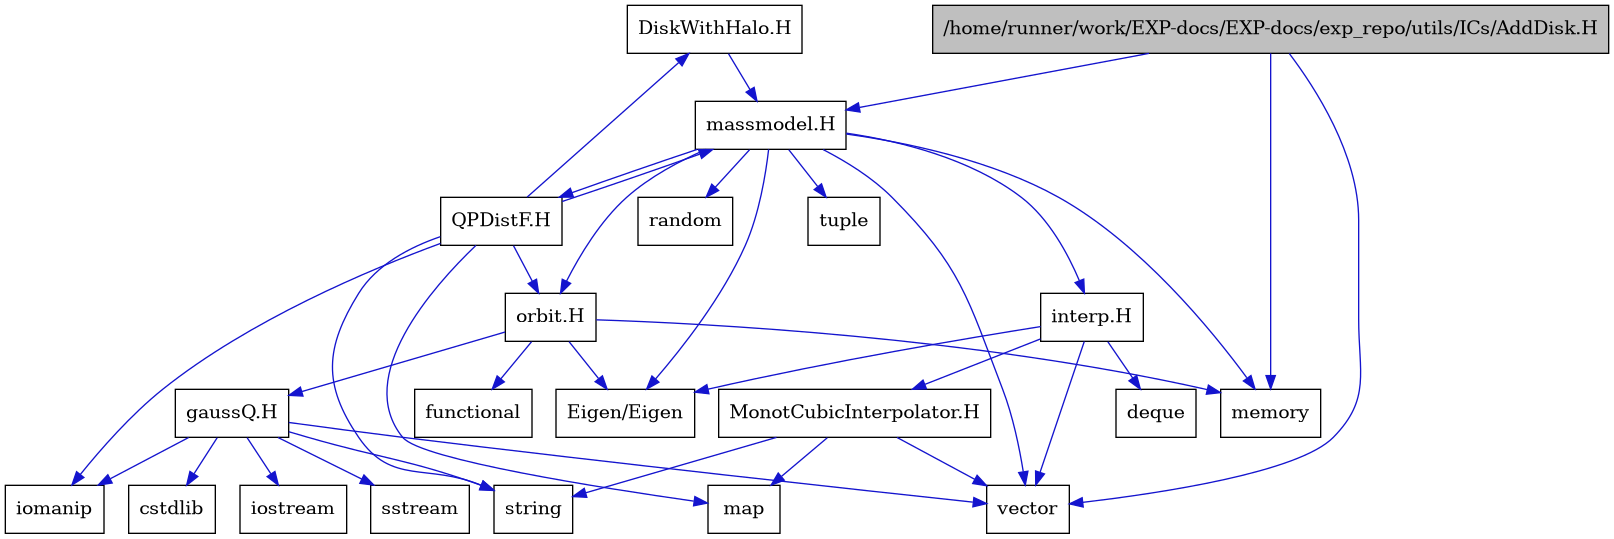 DiskWithHalo.H
/home/runner/work/EXP-docs/EXP-docs/exp_repo/utils/ICs/AddDisk.H
massmodel.H
QPDistF.H
random
tuple
orbit.H
interp.H
gaussQ.H
functional
Eigen/Eigen
MonotCubicInterpolator.H
deque
memory
iomanip
cstdlib
iostream
sstream
string
map
vector